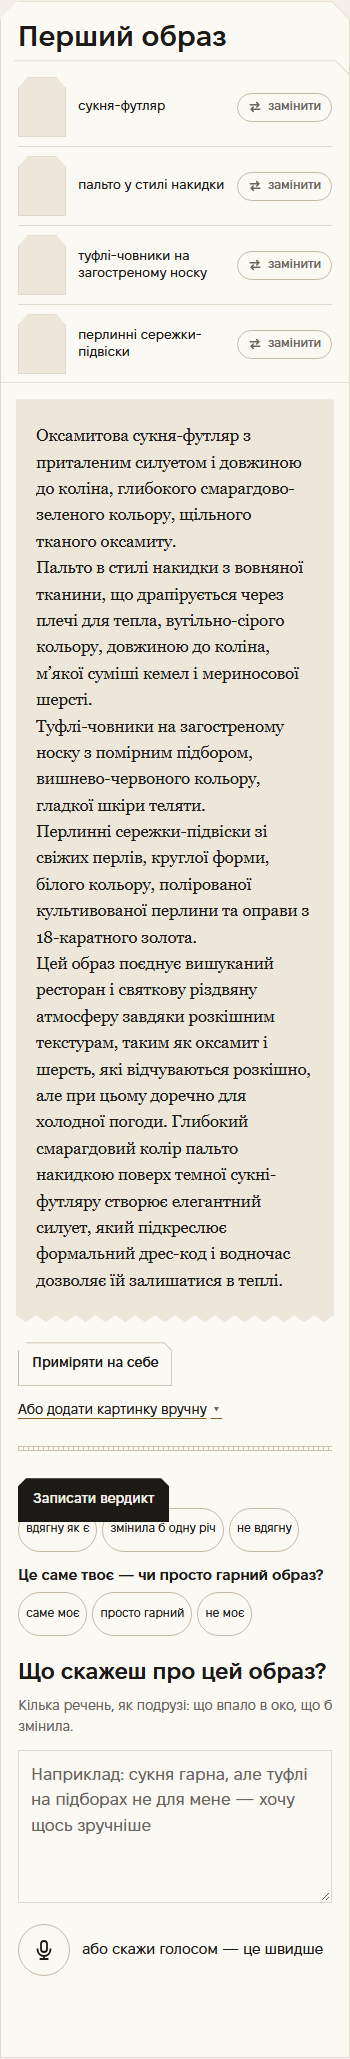 Перший образ
сукня-футляр
замінити
пальто у стилі накидки
замінити
туфлі-човники на
загостреному носку
замінити
перлинні сережки-
підвіски
замінити
Оксамитова сукня-футляр з
приталеним силуетом і довжиною
до коліна, глибокого смарагдово-
зеленого кольору, щільного
тканого оксамиту.
Пальто в стилі накидки з вовняної
тканини, що драпірується через
плечі для тепла, вугільно-сірого
кольору, довжиною до коліна,
м’якої суміші кемел і мериносової
шерсті.
Туфлі-човники на загостреному
носку з помірним підбором,
вишнево-червоного кольору,
гладкої шкіри теляти.
Перлинні сережки-підвіски зі
свіжих перлів, круглої форми,
білого кольору, полірованої
культивованої перлини та оправи з
18-каратного золота.
Цей образ поєднує вишуканий
ресторан і святкову різдвяну
атмосферу завдяки розкішним
текстурам, таким як оксамит і
шерсть, які відчуваються розкішно,
але при цьому доречно для
холодної погоди. Глибокий
смарагдовий колір пальто
накидкою поверх темної сукні-
футляру створює елегантний
силует, який підкреслює
формальний дрес-код і водночас
дозволяє їй залишатися в теплі.
Приміряти на себе
Або додати картинку вручну
Записати вердикт
вдягну як є
змінила б одну річ
не вдягну
Це саме твоє — чи просто гарний образ?
саме моє
просто гарний
не моє
Що скажеш про цей образ?
Кілька речень, як подрузі: що впало в око, що б
змінила.
Наприклад: сукня гарна, але туфлі
на підборах не для мене — хочу
щось зручніше
або скажи голосом — це швидше